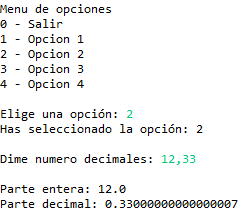 Menu de opciones
0 - Salir
1 - Opcion 1
2 - Opcion 2
3 - Opcion 3
4 - Opcion 4
Elige una opción: 2
Has seleccionado la opción: 2
Dime numero decimales: 12,33
Parte entera: 12.0
Parte decimal: 0.33000000000000007